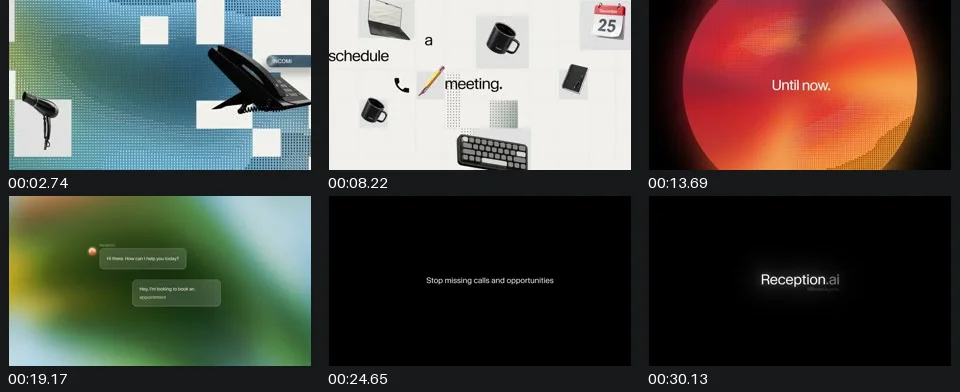 INCOMI
a
schedule
meeting.
December
25
Until now.
00:02.74
00:08.22
00:13.69
Reception
Hi there. How can I help you today?
Hey, I'm looking to book an
appointment
Stop missing calls and opportunities
Reception.ai
00:19.17
00:24.65
00:30.13